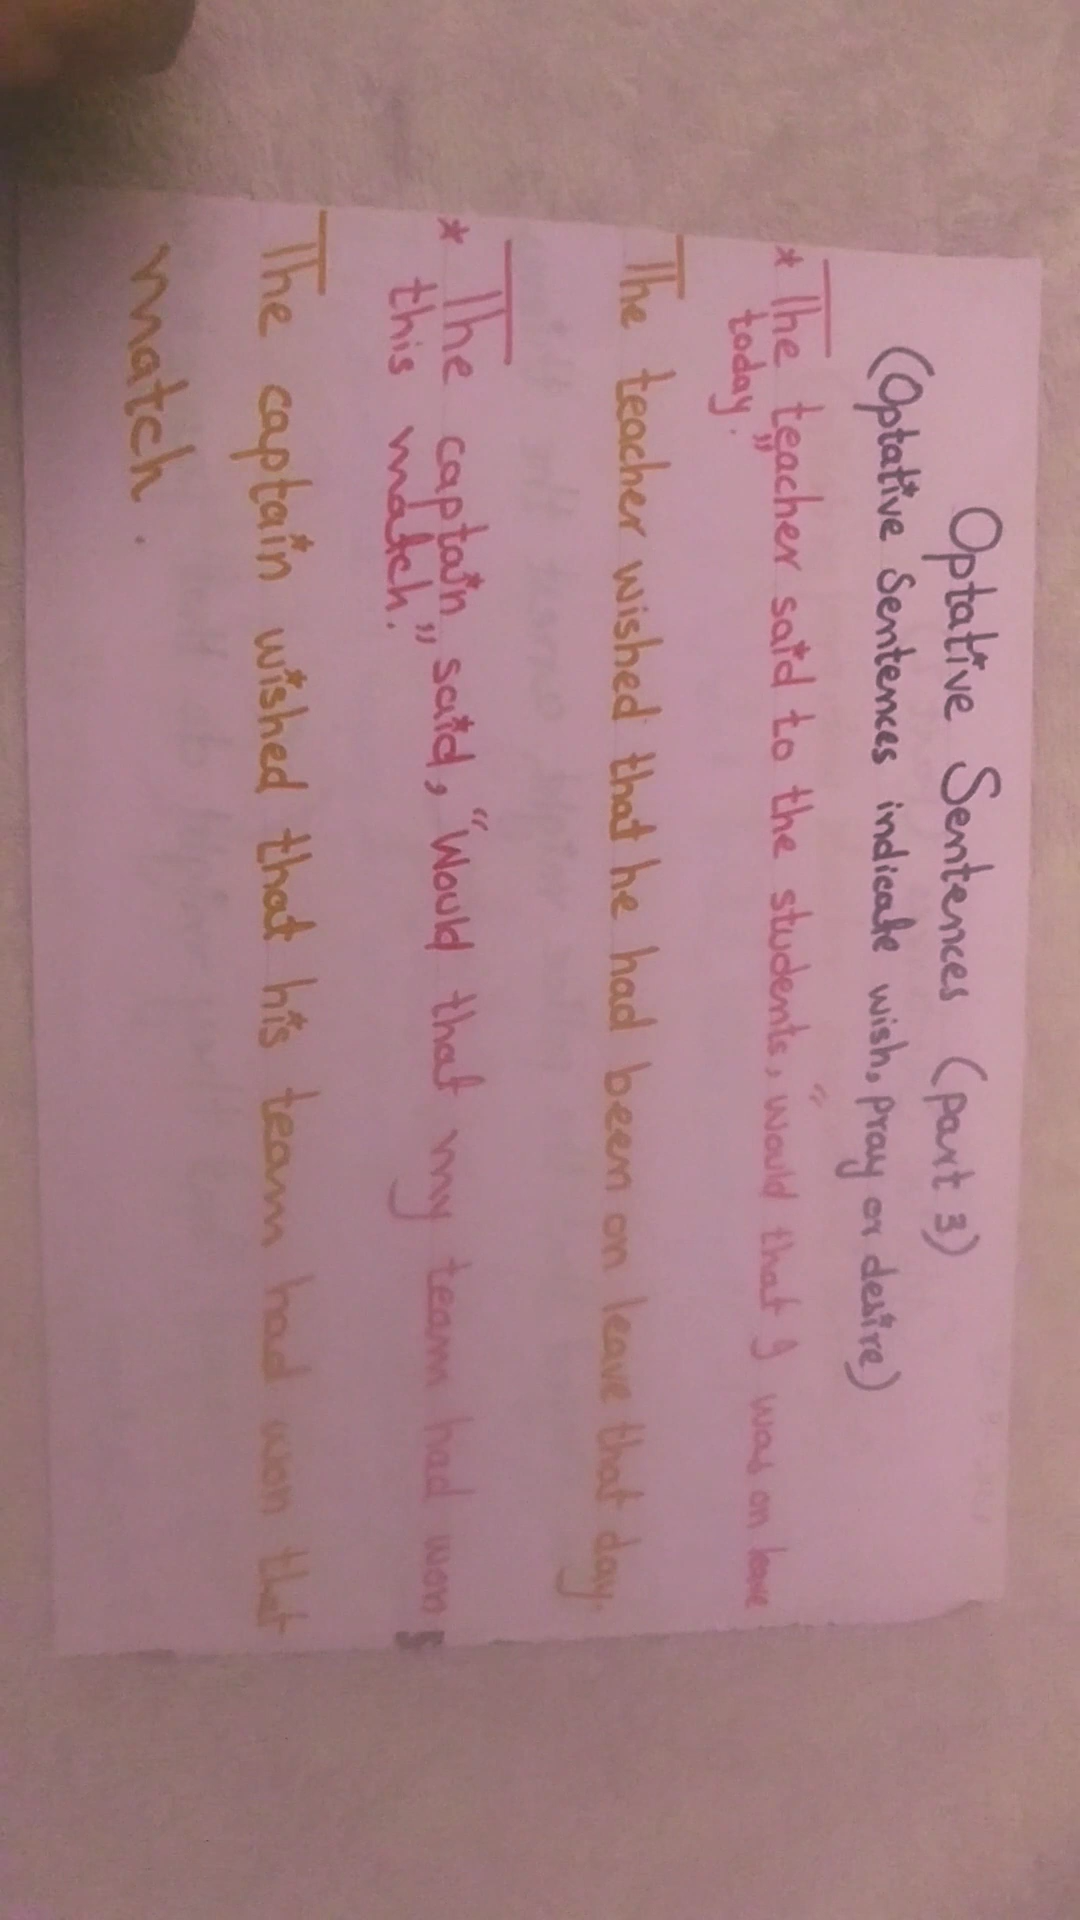 Optative Sentences (part 3)
(Optative Sentences indicate wish, pray or desire)
* The teacher said to the students, "would that I was on leave
today."
The teacher wished that he had been on leave that day.
* The captain said, "Would that my team had won
this match."
The captain wished that his team had won that
match.